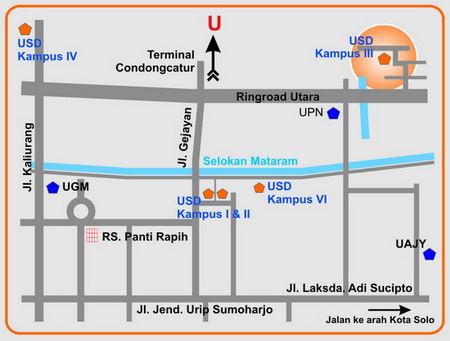 U
USD
Kampus IV
Terminal
Condongcatur
USD
Kampus III
Ringroad Utara
UPN
Jl. Kaliurang
Jl. Gejayan
Selokan Mataram
UGM
USD
Kampus I & II
USD
Kampus VI
RS. Panti Rapih
UAJY
Jl. Laksda. Adi Sucipto
Jl. Jend. Urip Sumoharjo
Jalan ke arah Kota Solo